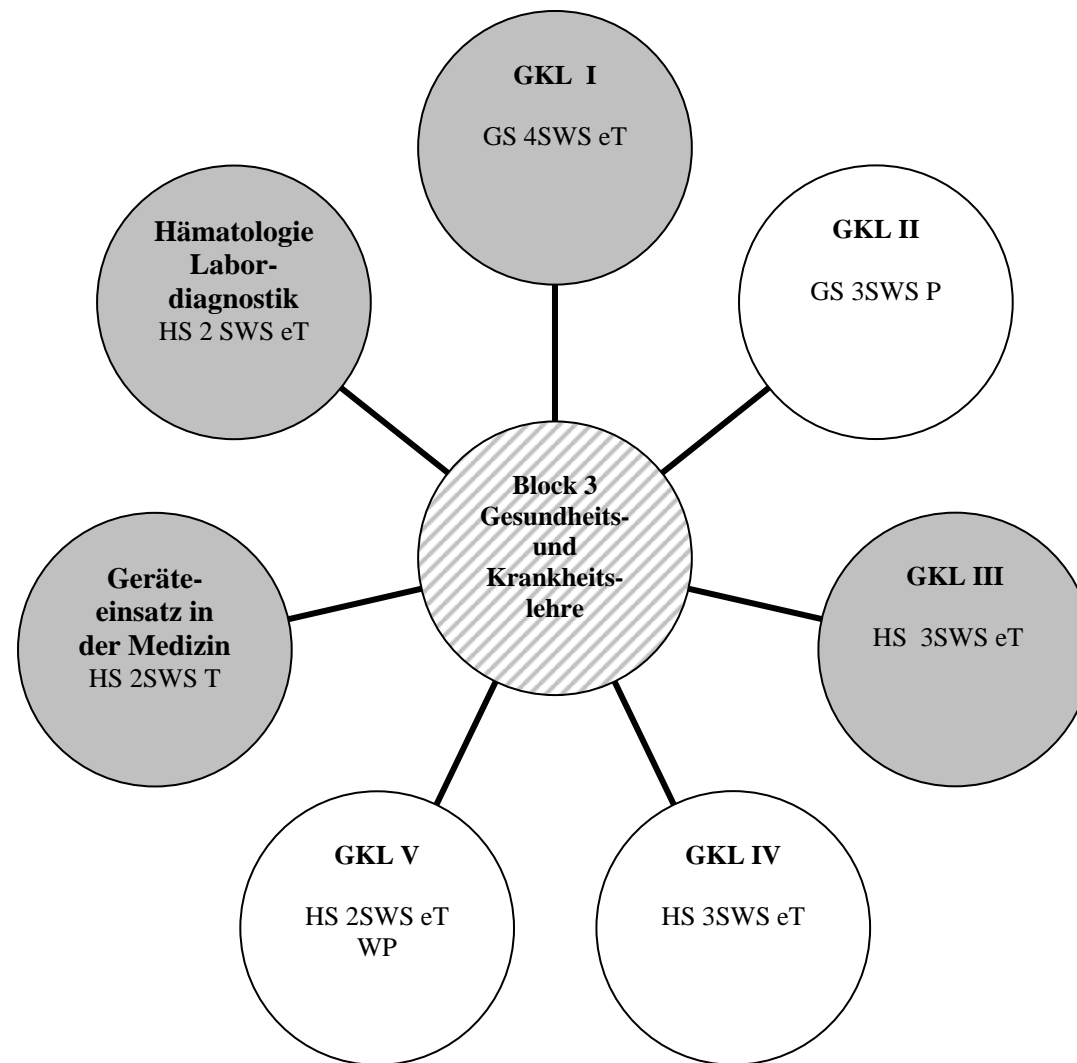 GKL I
GS 4SWS eT
GKL II
GS 3SWS P
Hämatologie
Labor-
diagnostik
HS 2 SWS eT
Block 3
Gesundheits-
und
Krankheits-
lehre
GKL III
HS 3SWS eT
Geräte-
einsatz in
der Medizin
HS 2SWS T
GKL V
HS 2SWS eT
WP
GKL IV
HS 3SWS eT